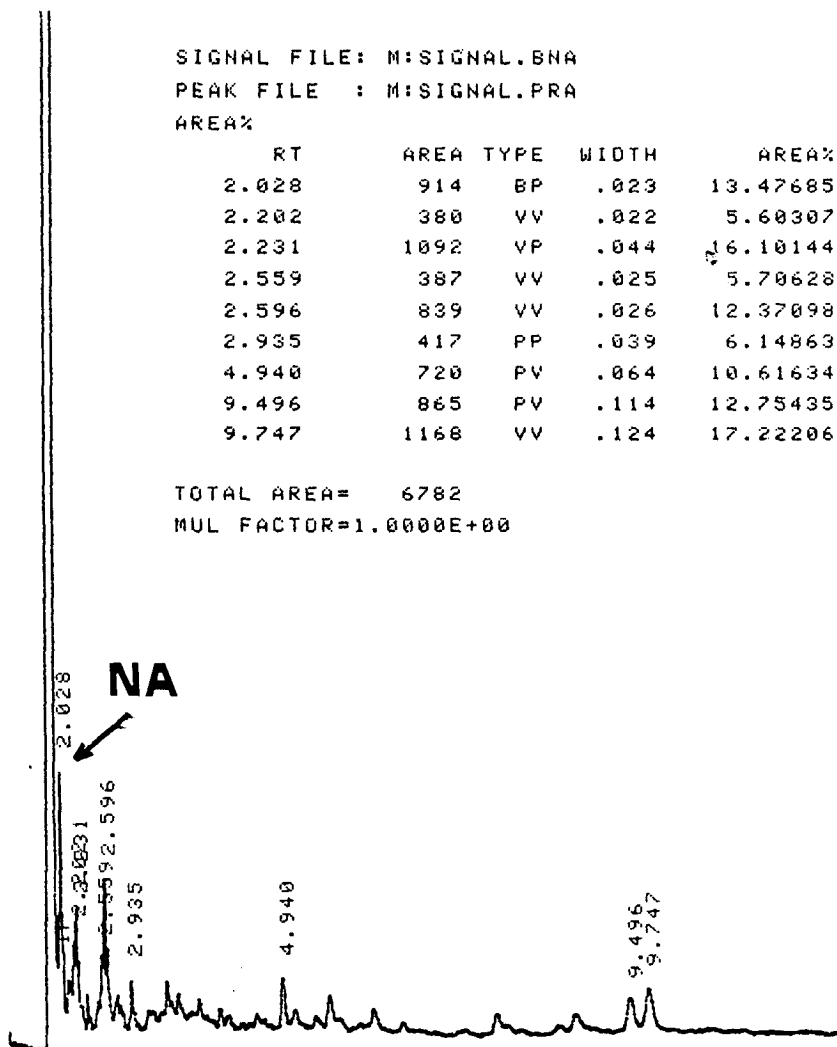 SIGNAL FILE: M:SIGNAL.BNA
PEAK FILE : M:SIGNAL.PRA
AREA%
RT AREA TYPE WIDTH AREA%
2.028 914 BP .023 13.47685
2.202 380 VV .022 5.60307
2.231 1092 VP .044 16.10144
2.559 387 VV .025 5.70628
2.596 839 VV .026 12.37098
2.935 417 PP .039 6.14863
4.940 720 PV .064 10.61634
9.496 865 PV .114 12.75435
9.747 1168 VV .124 17.22206
TOTAL AREA= 6782
MUL FACTOR=1.0000E+00
NA
2.028
2.596
2.935
4.940
9.496
9.747